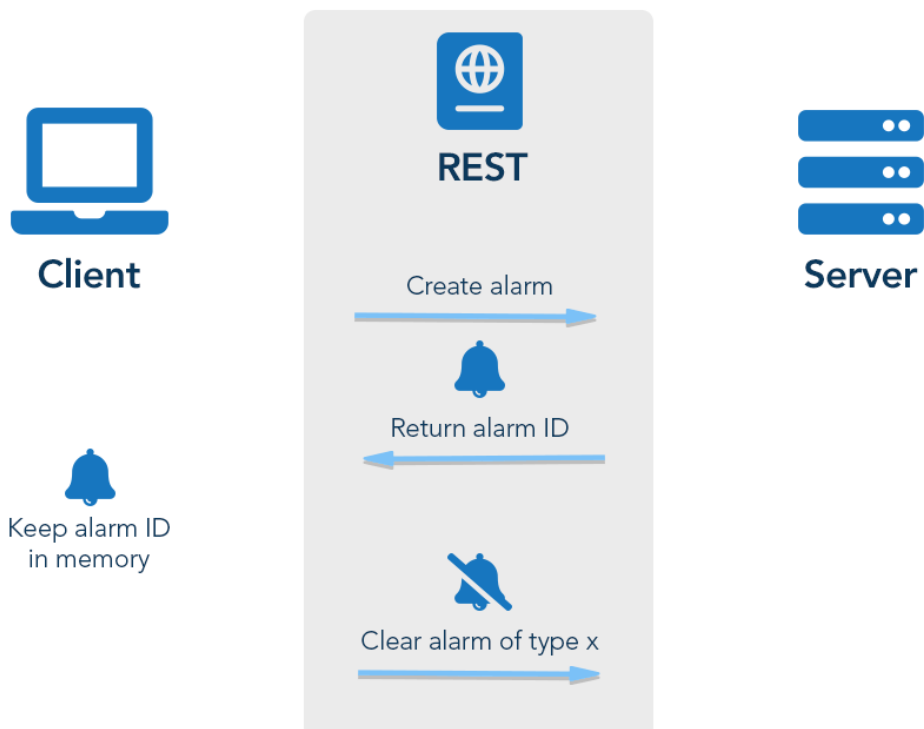 REST
Client
Server
Create alarm
Return alarm ID
Keep alarm ID
in memory
Clear alarm of type x